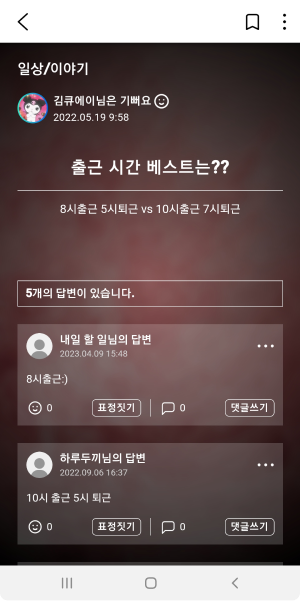 일상/이야기
김큐에이님은 기뻐요
2022.05.19 9:58
출근 시간 베스트는??
8시출근 5시퇴근 vs 10시출근 7시퇴근
5개의 답변이 있습니다.
내일 할 일님의 답변
2023.04.09 15:48
8시출근:)
0 표정짓기 0 댓글쓰기
하루두끼님의 답변
2022.09.06 16:37
10시 출근 5시 퇴근
0 표정짓기 0 댓글쓰기